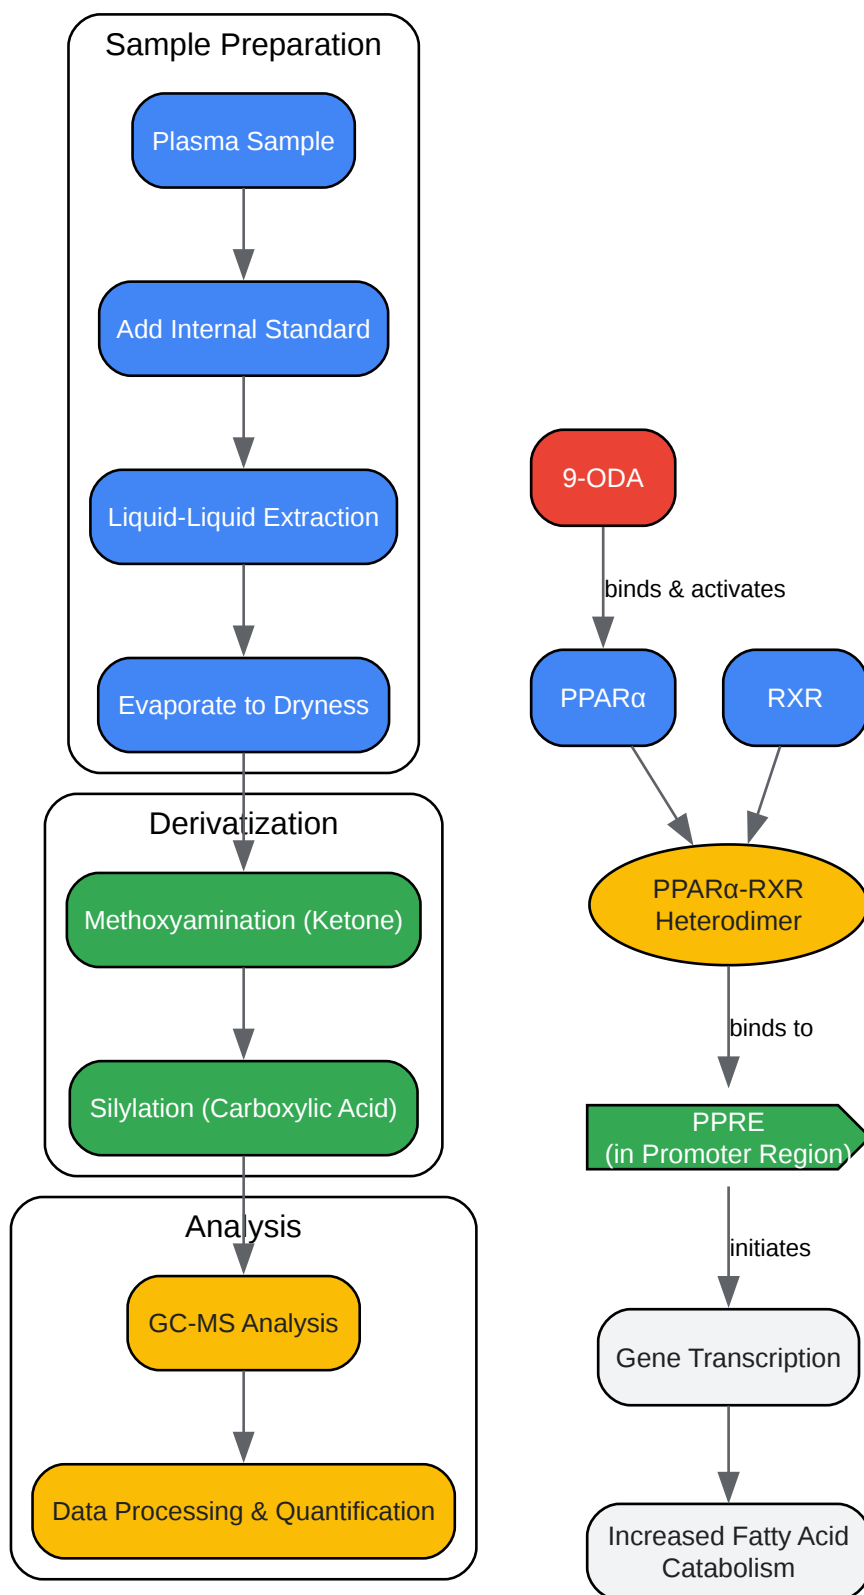 Sample Preparation
Plasma Sample
Add Internal Standard
Liquid-Liquid Extraction
Evaporate to Dryness
Derivatization
Methoxyamination (Ketone)
Silylation (Carboxylic Acid)
Analysis
GC-MS Analysis
Data Processing & Quantification
9-ODA
binds & activates
PPARα
RXR
PPARα-RXR
Heterodimer
binds to
PPRE
(in Promoter Region)
initiates
Gene Transcription
Increased Fatty Acid
Catabolism